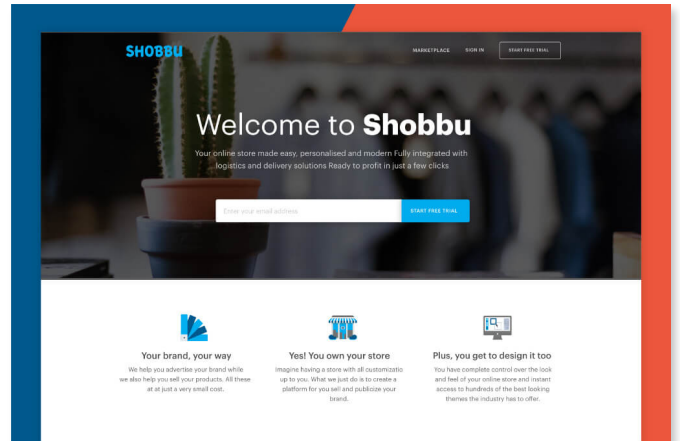 SHOBBU
MARKETPLACE SIGN IN START FREE TRIAL
Welcome to Shobbu
Your online store made easy, personalised and modern Fully integrated with
logistics and delivery solutions Ready to profit in just a few clicks
Enter your email address START FREE TRIAL
Your brand, your way
We help you advertise your brand while
we also help you sell your products. All these
at at just a very small cost.
Yes! You own your store
Imagins having a store with all customizatio
up to you. What we just do is to create a
platform for you sell and publicize your
brand.
Plus, you get to design it too
You have complete control over the look
and feel of your online store and instant
access to hundreds of the best looking
themes the industry has to offer.